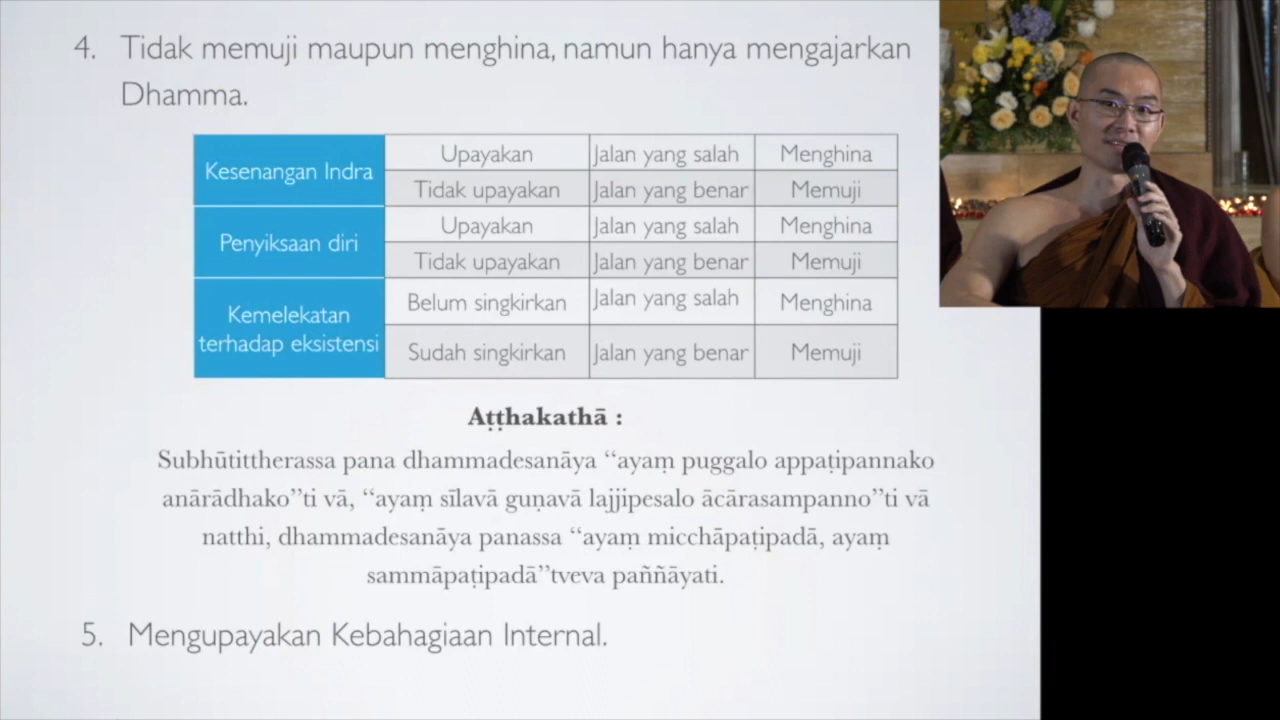 4. Tidak memuji maupun menghina, namun hanya mengajarkan
Dhamma.
Kesenangan Indra
Upayakan Jalan yang salah Menghina
Tidak upayakan Jalan yang benar Memuji
Penyiksaan diri
Upayakan Jalan yang salah Menghina
Tidak upayakan Jalan yang benar Memuji
Kemelekatan
terhadap eksistensi
Belum singkirkan Jalan yang salah Menghina
Sudah singkirkan Jalan yang benar Memuji
Aṭṭhakathā :
Subhūtittherassa pana dhammadesanāya “ayaṃ puggalo appaṭipannako
anārādhako”ti vā, “ayaṃ sīlavā guṇavā lajjipesalo ācārasampanno”ti vā
natthi, dhammadesanāya panassa “ayaṃ micchāpaṭipadā, ayaṃ
sammāpaṭipadā”tveva paññāyati.
5. Mengupayakan Kebahagiaan Internal.